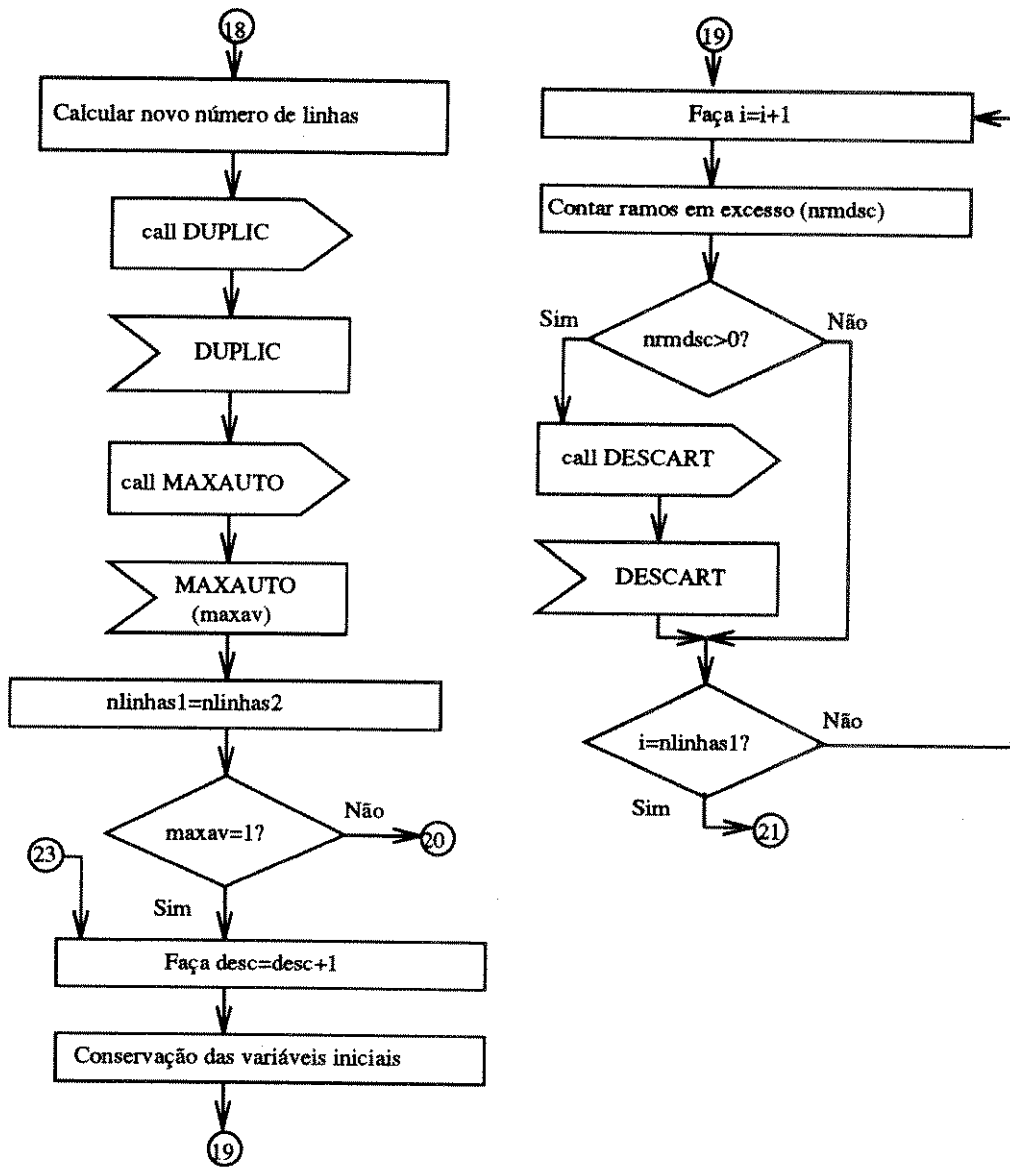 18
Calcular novo número de linhas
call DUPLIC
DUPLIC
call MAXAUTO
MAXAUTO
(maxav)
nlinhas1=nlinhas2
maxav=1?
Não
20
23
Sim
Faça desc=desc+1
Conservação das variáveis iniciais
19
19
Faça i=i+1
Contar ramos em excesso (nrmdsc)
Sim
nrmdsc>0?
Não
call DESCART
DESCART
i=nlinhas1?
Não
Sim
21